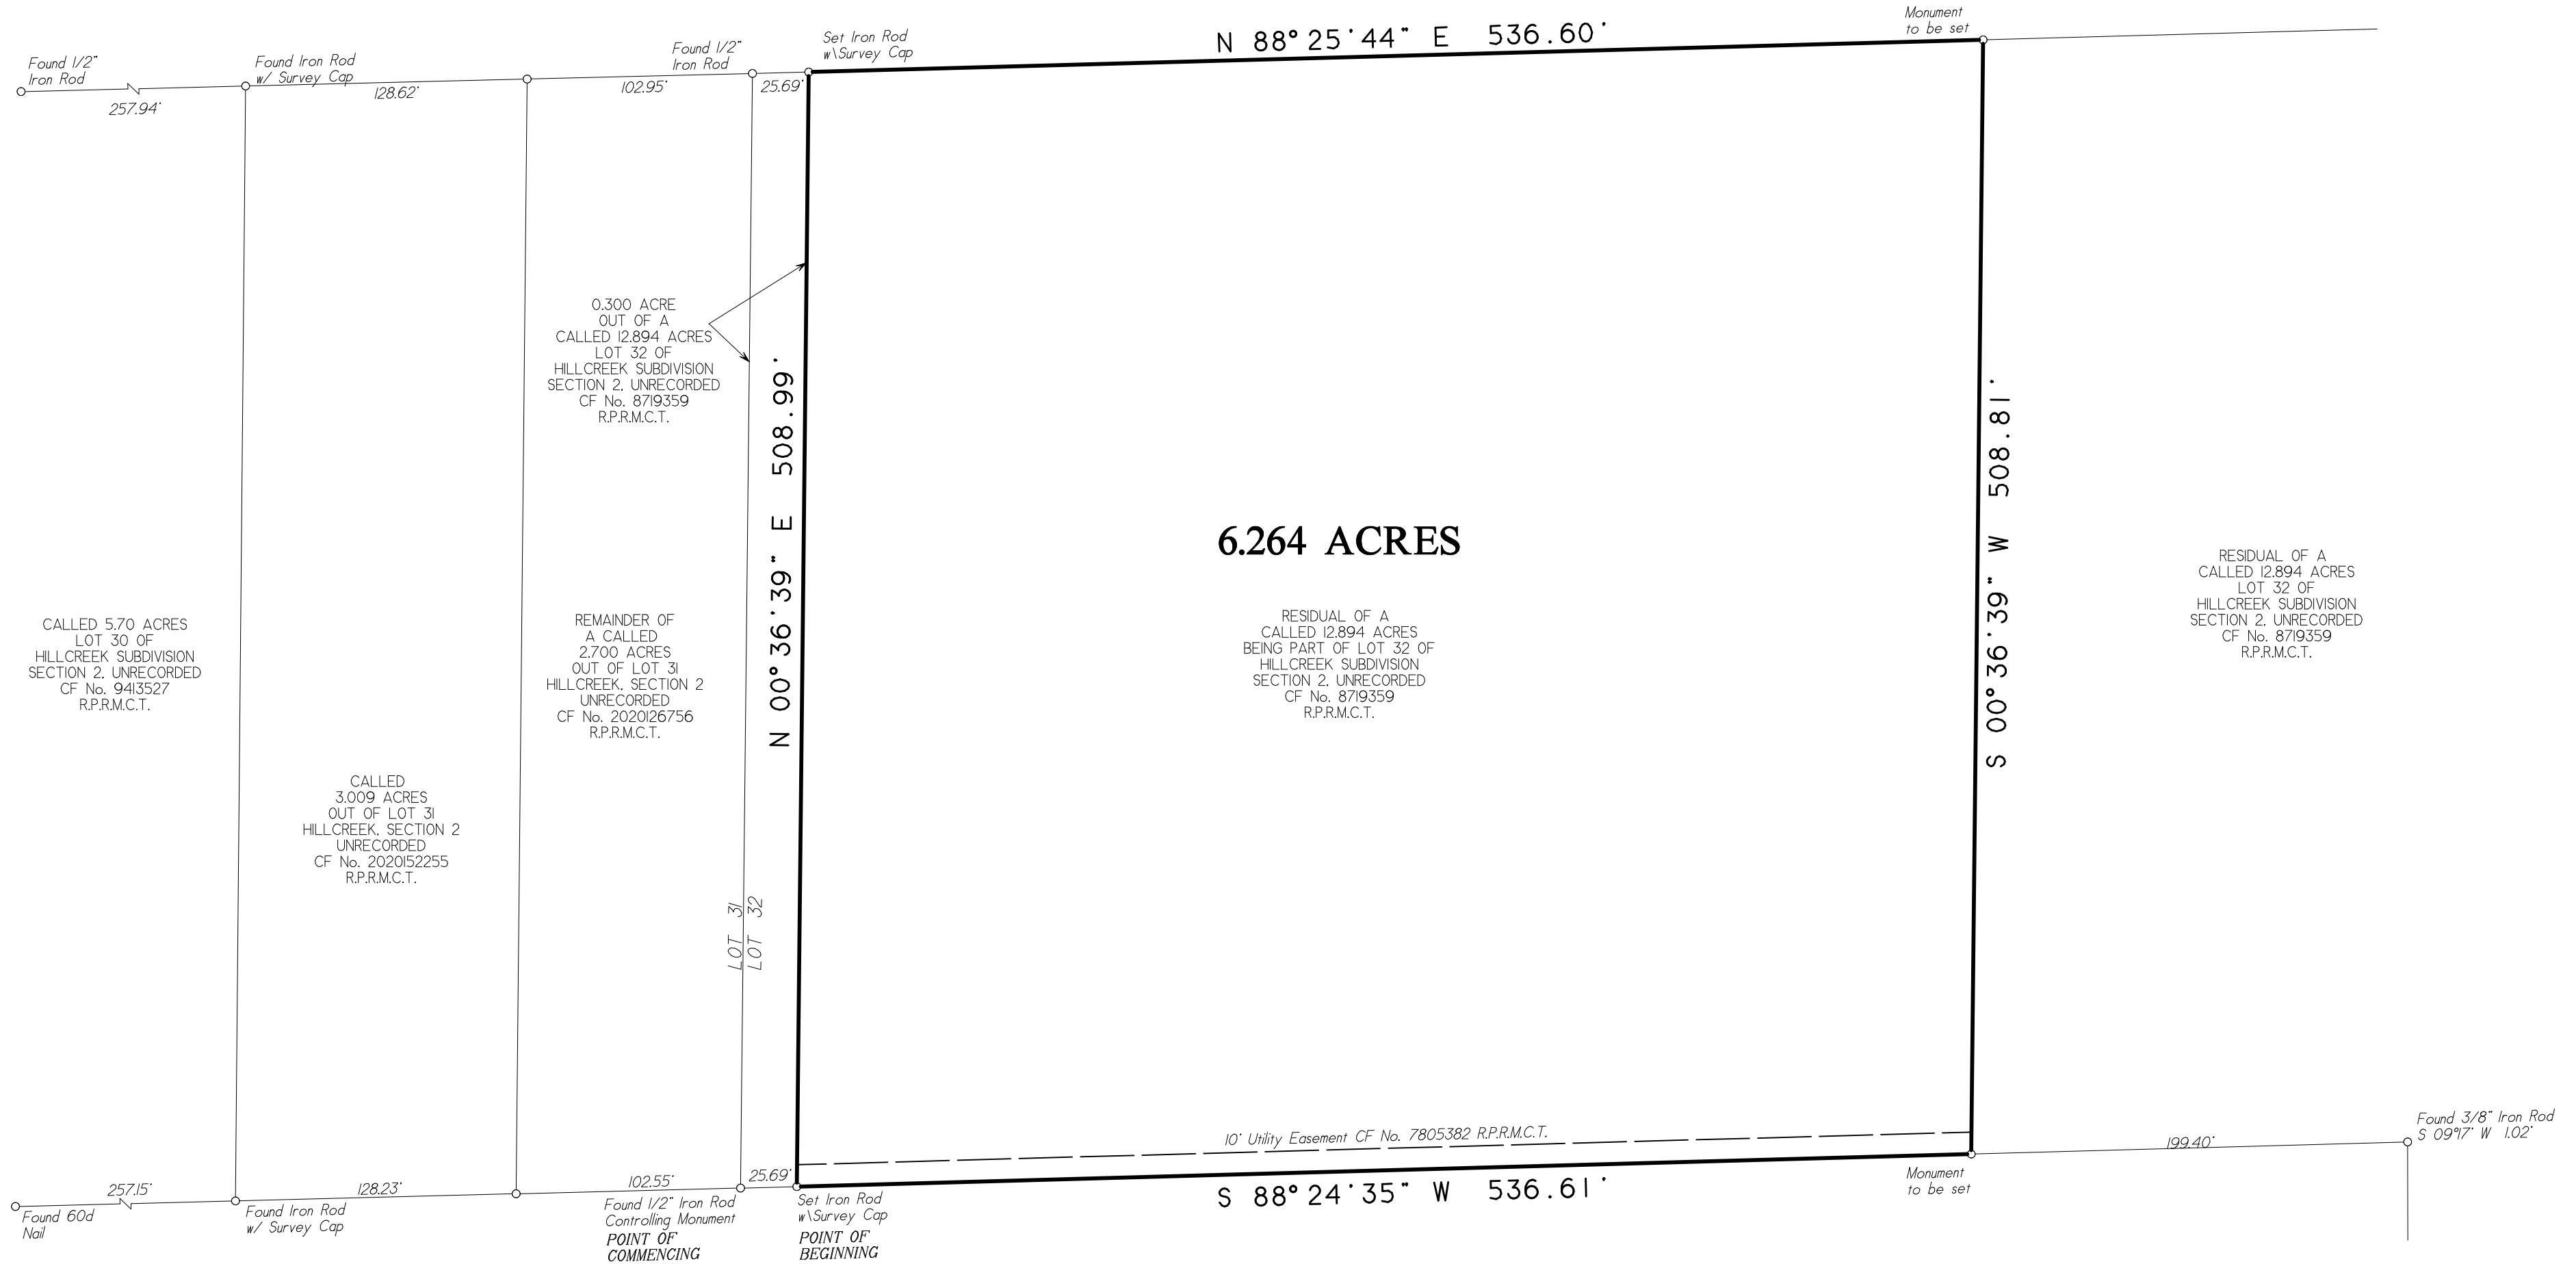 N 88°25'44" E 536.60'
Monument
to be set
Set Iron Rod
w\Survey Cap
Found 1/2"
Iron Rod
Found Iron Rod
w/ Survey Cap
Found 1/2"
Iron Rod
257.94'
128.62'
102.95'
25.69'
0.300 ACRE
OUT OF A
CALLED 12.894 ACRES
LOT 32 OF
HILLCREEK SUBDIVISION
SECTION 2, UNRECORDED
CF No. 8719359
R.P.R.M.C.T.
N 00°36'39" E 508.99'
S 00°36'39" W 508.81'
6.264 ACRES
RESIDUAL OF A
CALLED 12.894 ACRES
BEING PART OF LOT 32 OF
HILLCREEK SUBDIVISION
SECTION 2, UNRECORDED
CF No. 8719359
R.P.R.M.C.T.
RESIDUAL OF A
CALLED 12.894 ACRES
LOT 32 OF
HILLCREEK SUBDIVISION
SECTION 2, UNRECORDED
CF No. 8719359
R.P.R.M.C.T.
CALLED 5.70 ACRES
LOT 30 OF
HILLCREEK SUBDIVISION
SECTION 2, UNRECORDED
CF No. 9413527
R.P.R.M.C.T.
REMAINDER OF
A CALLED
2.700 ACRES
OUT OF LOT 31
HILLCREEK, SECTION 2
UNRECORDED
CF No. 2020126756
R.P.R.M.C.T.
CALLED
3.009 ACRES
OUT OF LOT 31
HILLCREEK, SECTION 2
UNRECORDED
CF No. 2020152255
R.P.R.M.C.T.
LOT 31
LOT 32
10' Utility Easement CF No. 7805382 R.P.R.M.C.T.
Found 3/8" Iron Rod
S 09°17' W 1.02'
199.40'
257.15'
128.23'
102.55'
25.69'
Found 60d
Nail
Found Iron Rod
w/ Survey Cap
Found 1/2" Iron Rod
Controlling Monument
POINT OF
COMMENCING
Set Iron Rod
w\Survey Cap
POINT OF
BEGINNING
S 88°24'35" W 536.61'
Monument
to be set